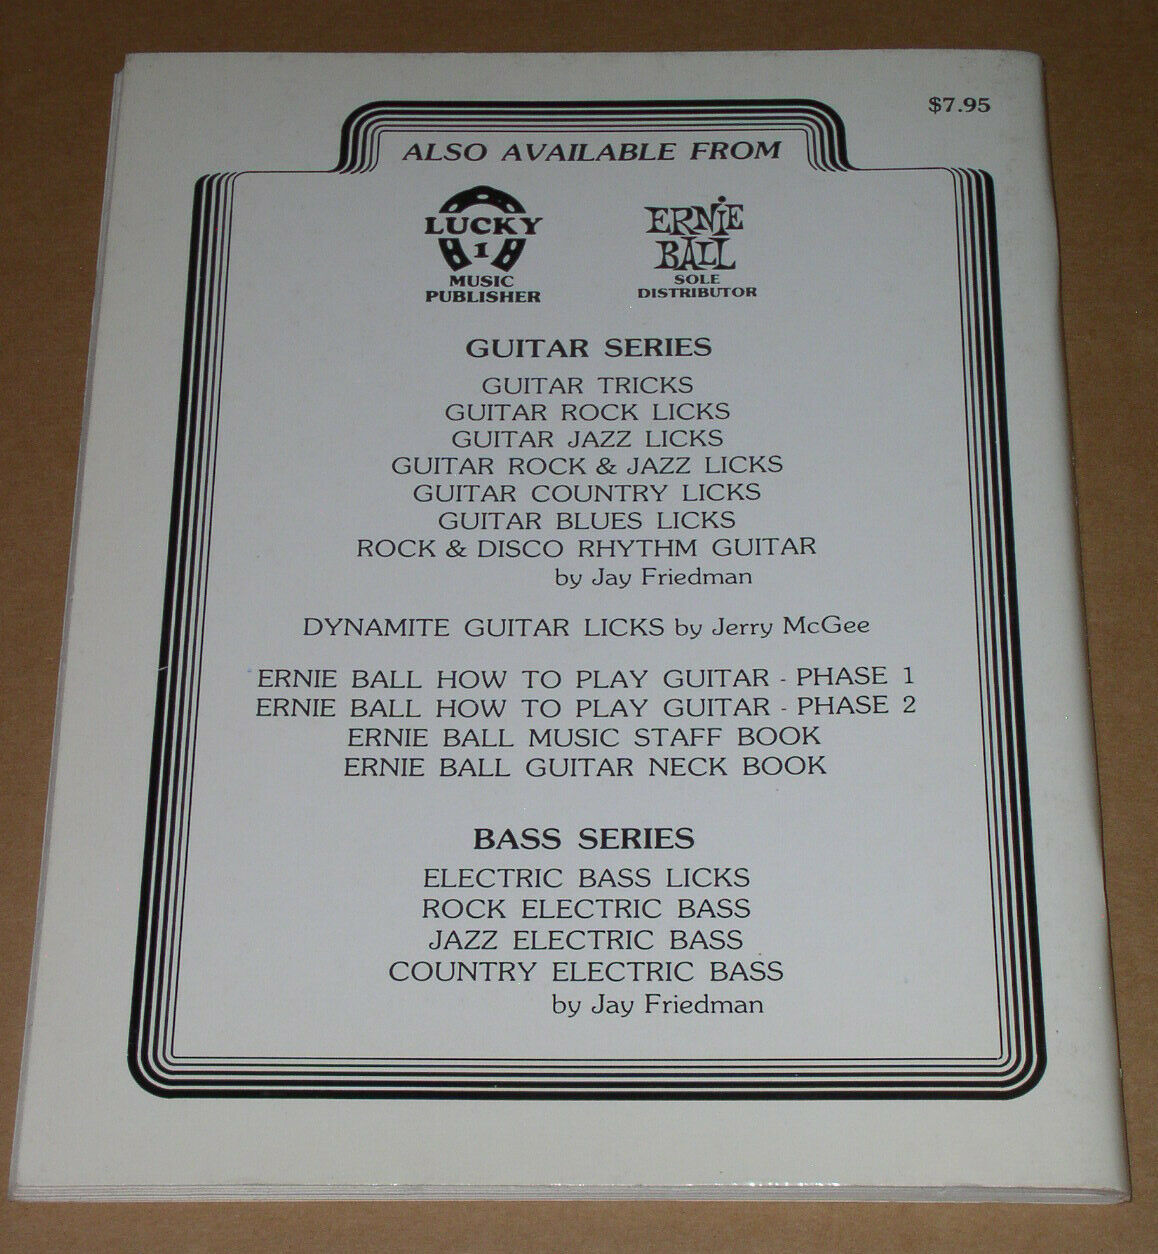 $7.95
ALSO AVAILABLE FROM
LUCKY
1
MUSIC
PUBLISHER
ERNIE
BALL
SOLE
DISTRIBUTOR
GUITAR SERIES
GUITAR TRICKS
GUITAR ROCK LICKS
GUITAR JAZZ LICKS
GUITAR ROCK & JAZZ LICKS
GUITAR COUNTRY LICKS
GUITAR BLUES LICKS
ROCK & DISCO RHYTHM GUITAR
by Jay Friedman
DYNAMITE GUITAR LICKS by Jerry McGee
ERNIE BALL HOW TO PLAY GUITAR - PHASE 1
ERNIE BALL HOW TO PLAY GUITAR - PHASE 2
ERNIE BALL MUSIC STAFF BOOK
ERNIE BALL GUITAR NECK BOOK
BASS SERIES
ELECTRIC BASS LICKS
ROCK ELECTRIC BASS
JAZZ ELECTRIC BASS
COUNTRY ELECTRIC BASS
by Jay Friedman